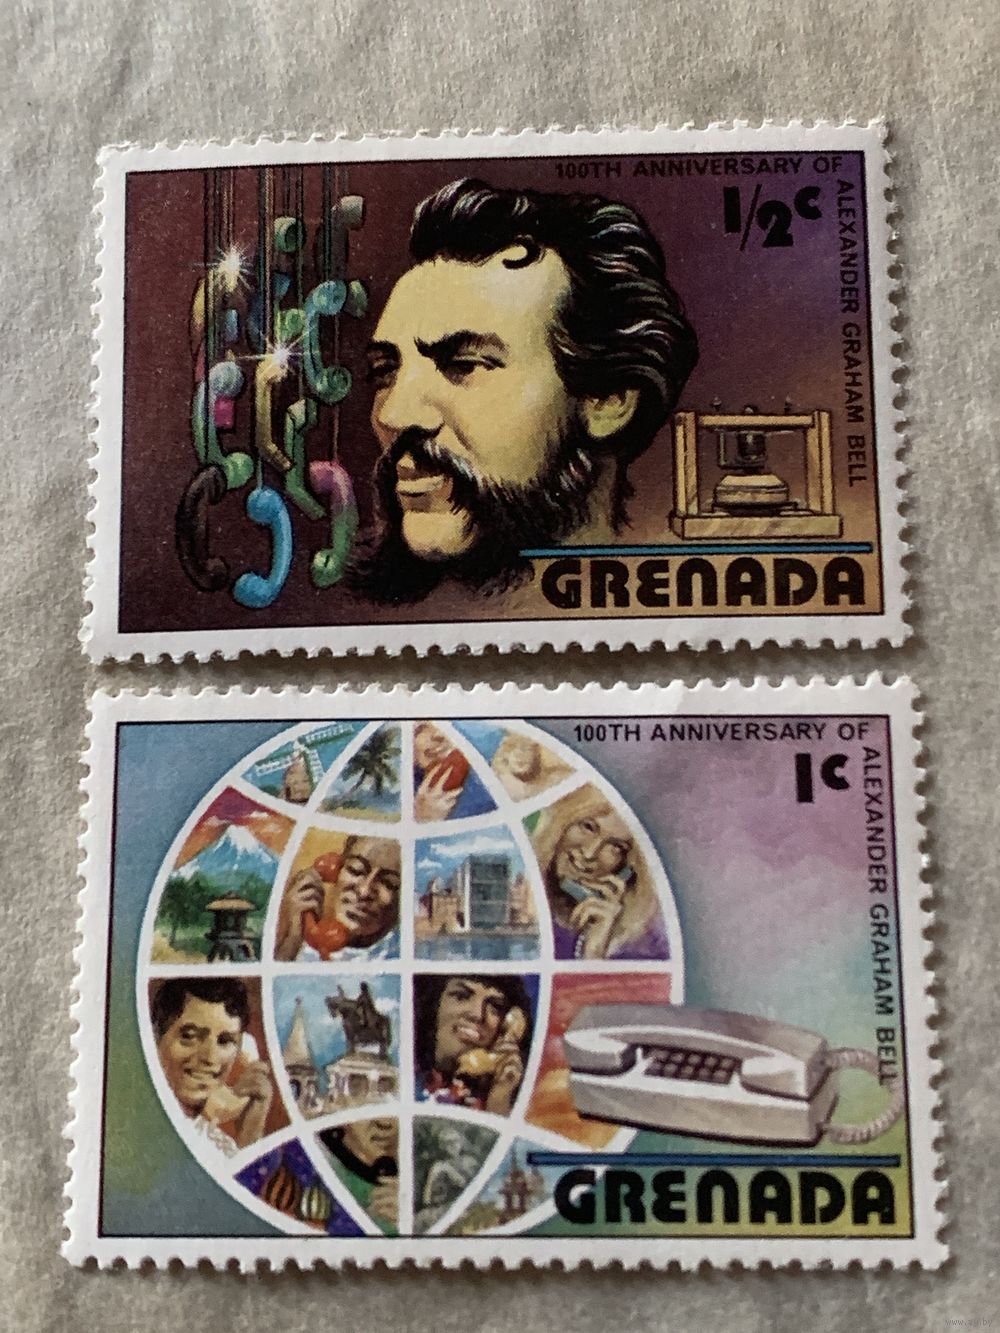 100TH ANNIVERSARY OF
ALEXANDER GRAHAM BELL
1/2c
GRENADA
100TH ANNIVERSARY OF
ALEXANDER GRAHAM BELL
1c
GRENADA